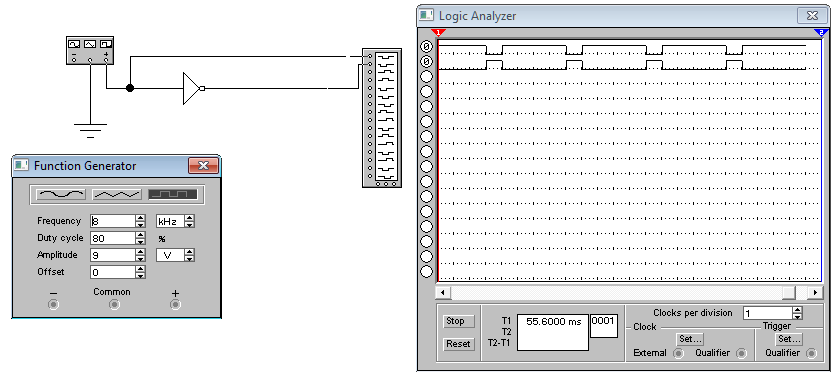 Logic Analyzer
1
2
0
0
− +
Function Generator
Frequency 8 kHz
Duty cycle 80 %
Amplitude 9 V
Offset 0
− Common +
Stop
Reset
T1 55.6000 ms 0001
T2
T2-T1
Clocks per division 1
Clock
Set...
External Qualifier
Trigger
Set...
Qualifier